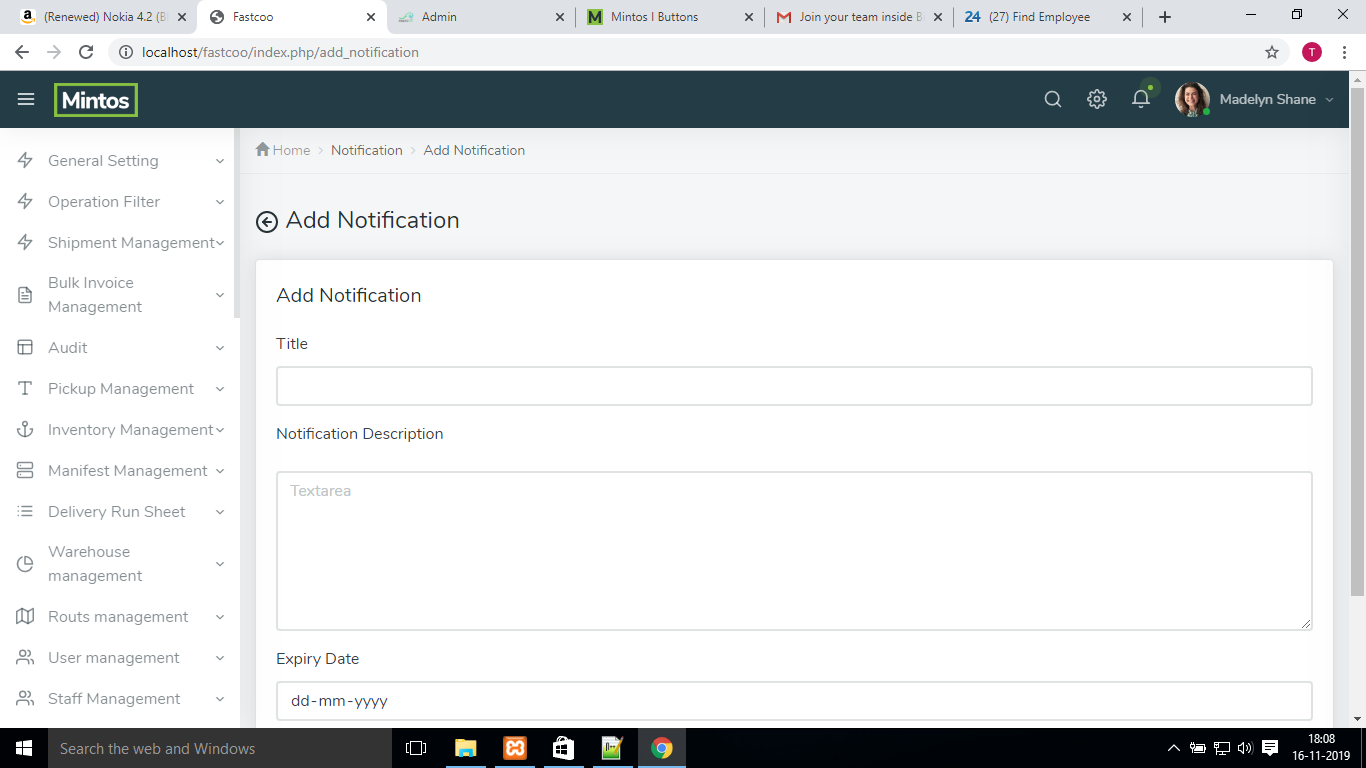 (Renewed) Nokia 4.2 (B
Fastcoo
Admin
Mintos I Buttons
Join your team inside B
24 (27) Find Employee
localhost/fastcoo/index.php/add_notification
T
Mintos
Madelyn Shane
General Setting
Operation Filter
Shipment Management
Bulk Invoice
Management
Audit
Pickup Management
Inventory Management
Manifest Management
Delivery Run Sheet
Warehouse
management
Routs management
User management
Staff Management
Home > Notification > Add Notification
Add Notification
Add Notification
Title
Notification Description
Textarea
Expiry Date
dd-mm-yyyy
Search the web and Windows
18:08
16-11-2019